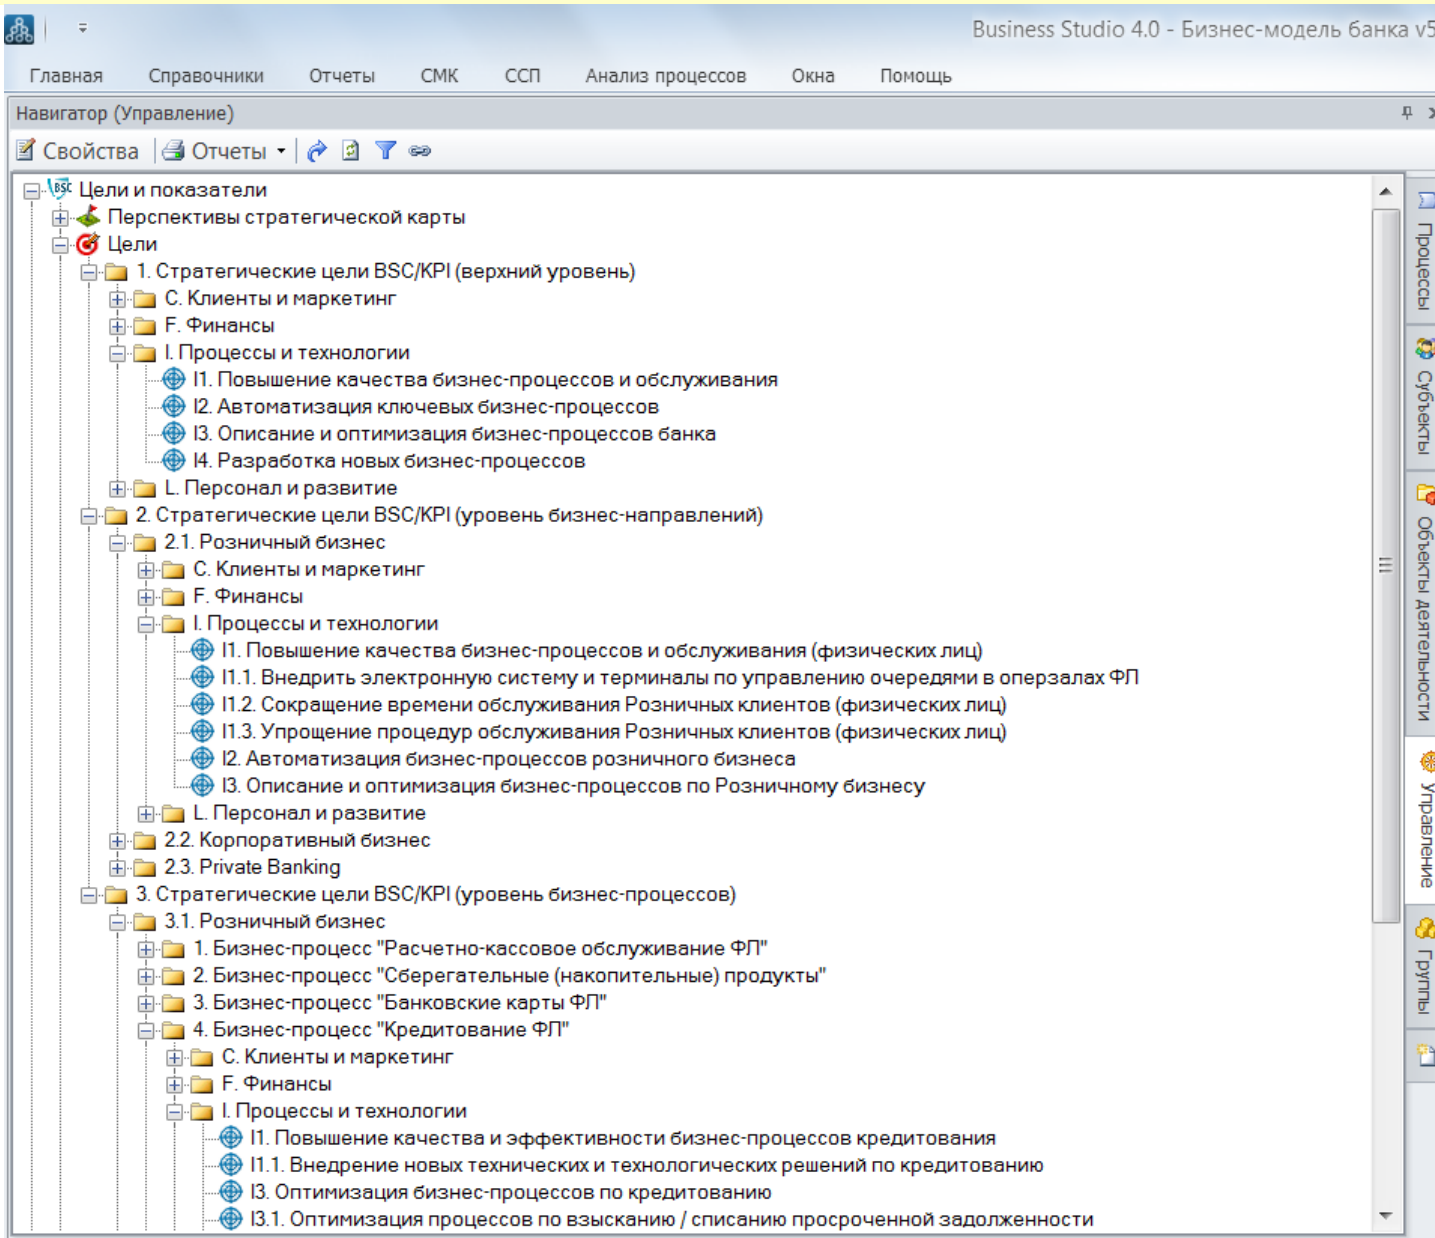 Business Studio 4.0 - Бизнес-модель банка v5
Главная Справочники Отчеты СМК ССП Анализ процессов Окна Помощь
Навигатор (Управление)
Свойства Отчеты
BSC Цели и показатели
Перспективы стратегической карты
Цели
1. Стратегические цели BSC/KPI (верхний уровень)
C. Клиенты и маркетинг
F. Финансы
I. Процессы и технологии
I1. Повышение качества бизнес-процессов и обслуживания
I2. Автоматизация ключевых бизнес-процессов
I3. Описание и оптимизация бизнес-процессов банка
I4. Разработка новых бизнес-процессов
L. Персонал и развитие
2. Стратегические цели BSC/KPI (уровень бизнес-направлений)
2.1. Розничный бизнес
C. Клиенты и маркетинг
F. Финансы
I. Процессы и технологии
I1. Повышение качества бизнес-процессов и обслуживания (физических лиц)
I1.1. Внедрить электронную систему и терминалы по управлению очередями в оперзалах ФЛ
I1.2. Сокращение времени обслуживания Розничных клиентов (физических лиц)
I1.3. Упрощение процедур обслуживания Розничных клиентов (физических лиц)
I2. Автоматизация бизнес-процессов розничного бизнеса
I3. Описание и оптимизация бизнес-процессов по Розничному бизнесу
L. Персонал и развитие
2.2. Корпоративный бизнес
2.3. Private Banking
3. Стратегические цели BSC/KPI (уровень бизнес-процессов)
3.1. Розничный бизнес
1. Бизнес-процесс "Расчетно-кассовое обслуживание ФЛ"
2. Бизнес-процесс "Сберегательные (накопительные) продукты"
3. Бизнес-процесс "Банковские карты ФЛ"
4. Бизнес-процесс "Кредитование ФЛ"
C. Клиенты и маркетинг
F. Финансы
I. Процессы и технологии
I1. Повышение качества и эффективности бизнес-процессов кредитования
I1.1. Внедрение новых технических и технологических решений по кредитованию
I3. Оптимизация бизнес-процессов по кредитованию
I3.1. Оптимизация процессов по взысканию / списанию просроченной задолженности
Процессы
Субъекты
Объекты деятельности
Управление
Группы